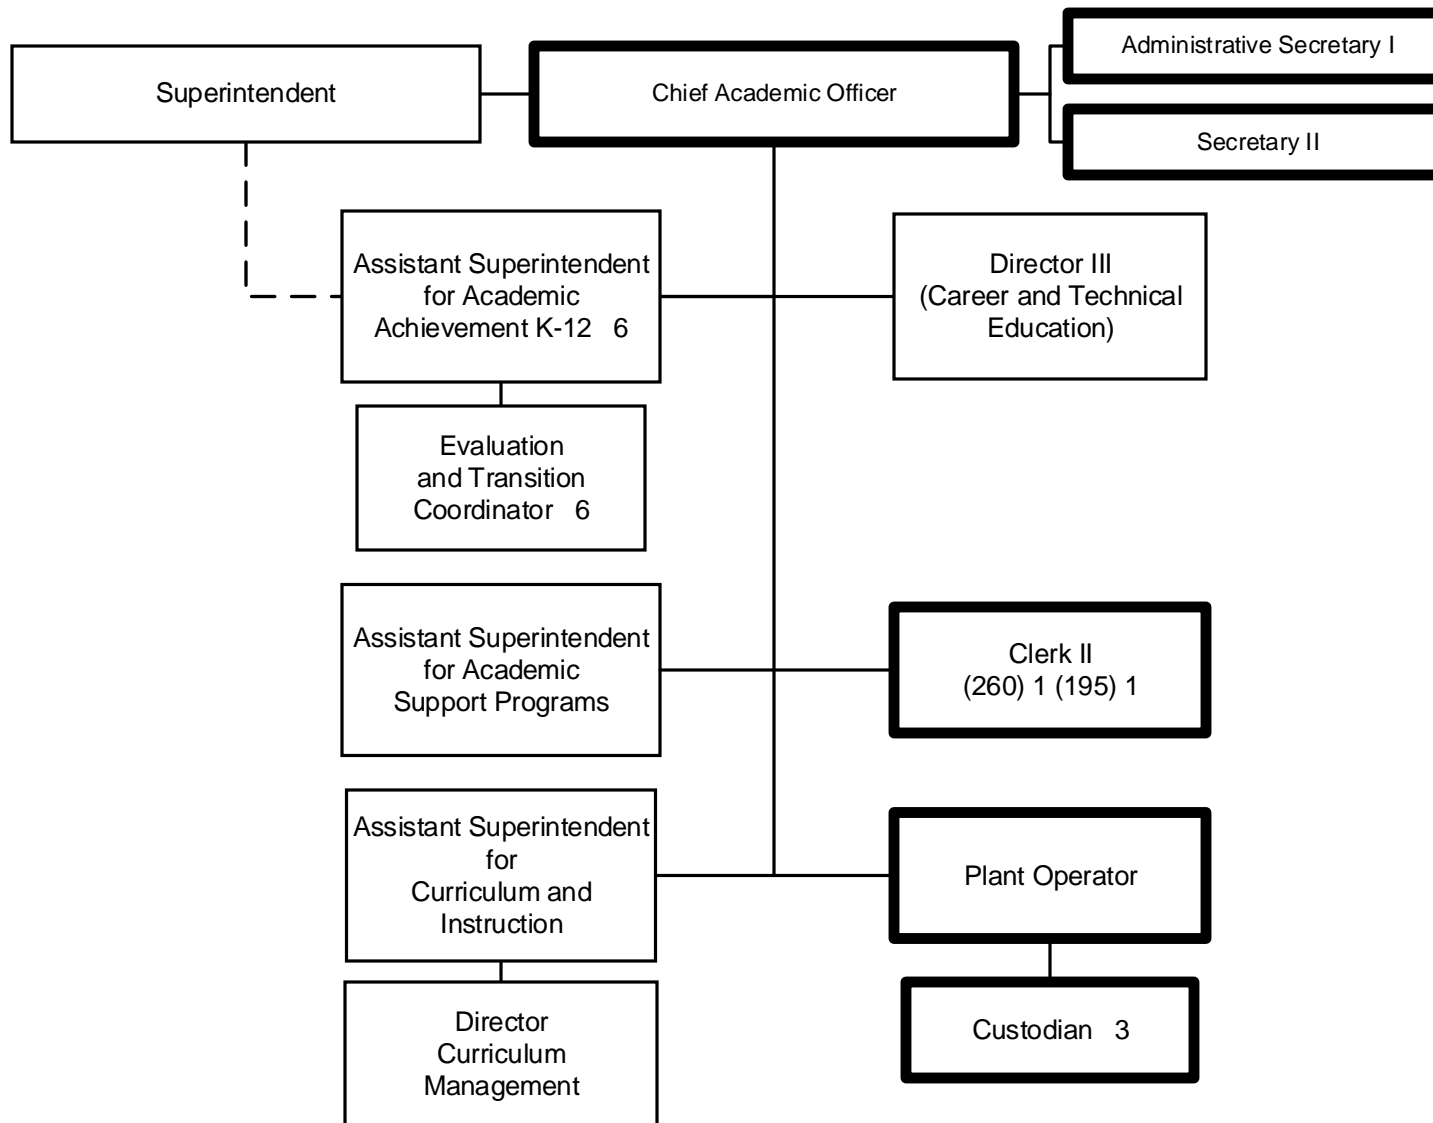 Administrative Secretary I
Superintendent
Chief Academic Officer
Secretary II
Assistant Superintendent
for Academic
Achievement K-12   6
Director III
(Career and Technical
Education)
Evaluation
and Transition
Coordinator   6
Assistant Superintendent
for Academic
Support Programs
Clerk II
(260) 1 (195) 1
Assistant Superintendent
for
Curriculum and
Instruction
Plant Operator
Director
Curriculum
Management
Custodian   3